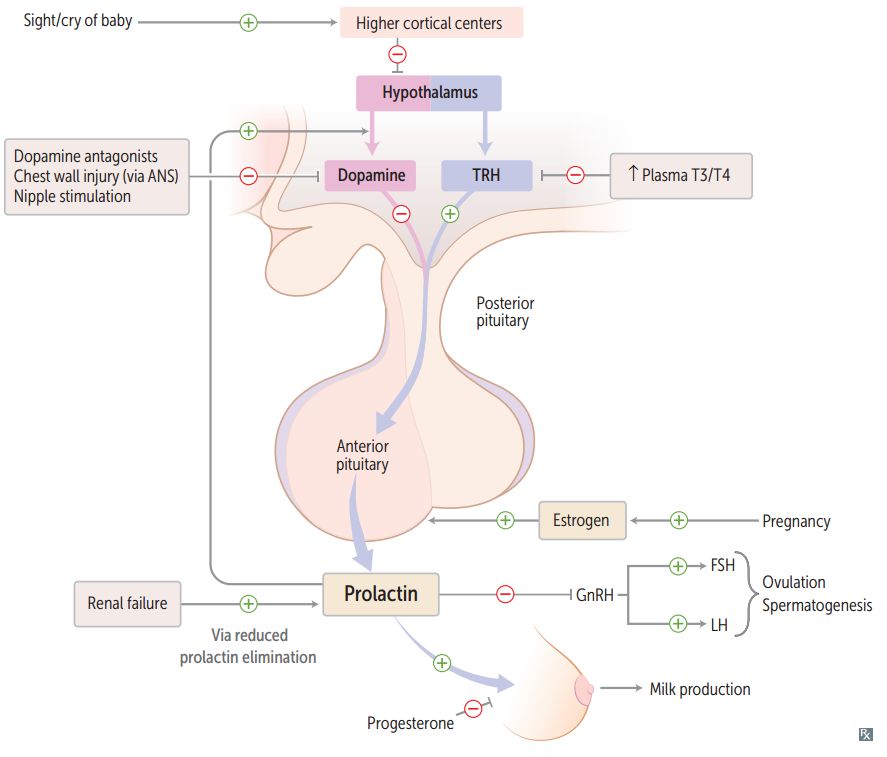 Sight/cry of baby
Higher cortical centers
Hypothalamus
Dopamine antagonists
Chest wall injury (via ANS)
Nipple stimulation
Dopamine
TRH
↑ Plasma T3/T4
Posterior
pituitary
Anterior
pituitary
Estrogen
Pregnancy
Renal failure
Prolactin
GnRH
FSH
LH
Ovulation
Spermatogenesis
Via reduced
prolactin elimination
Milk production
Progesterone
Rx